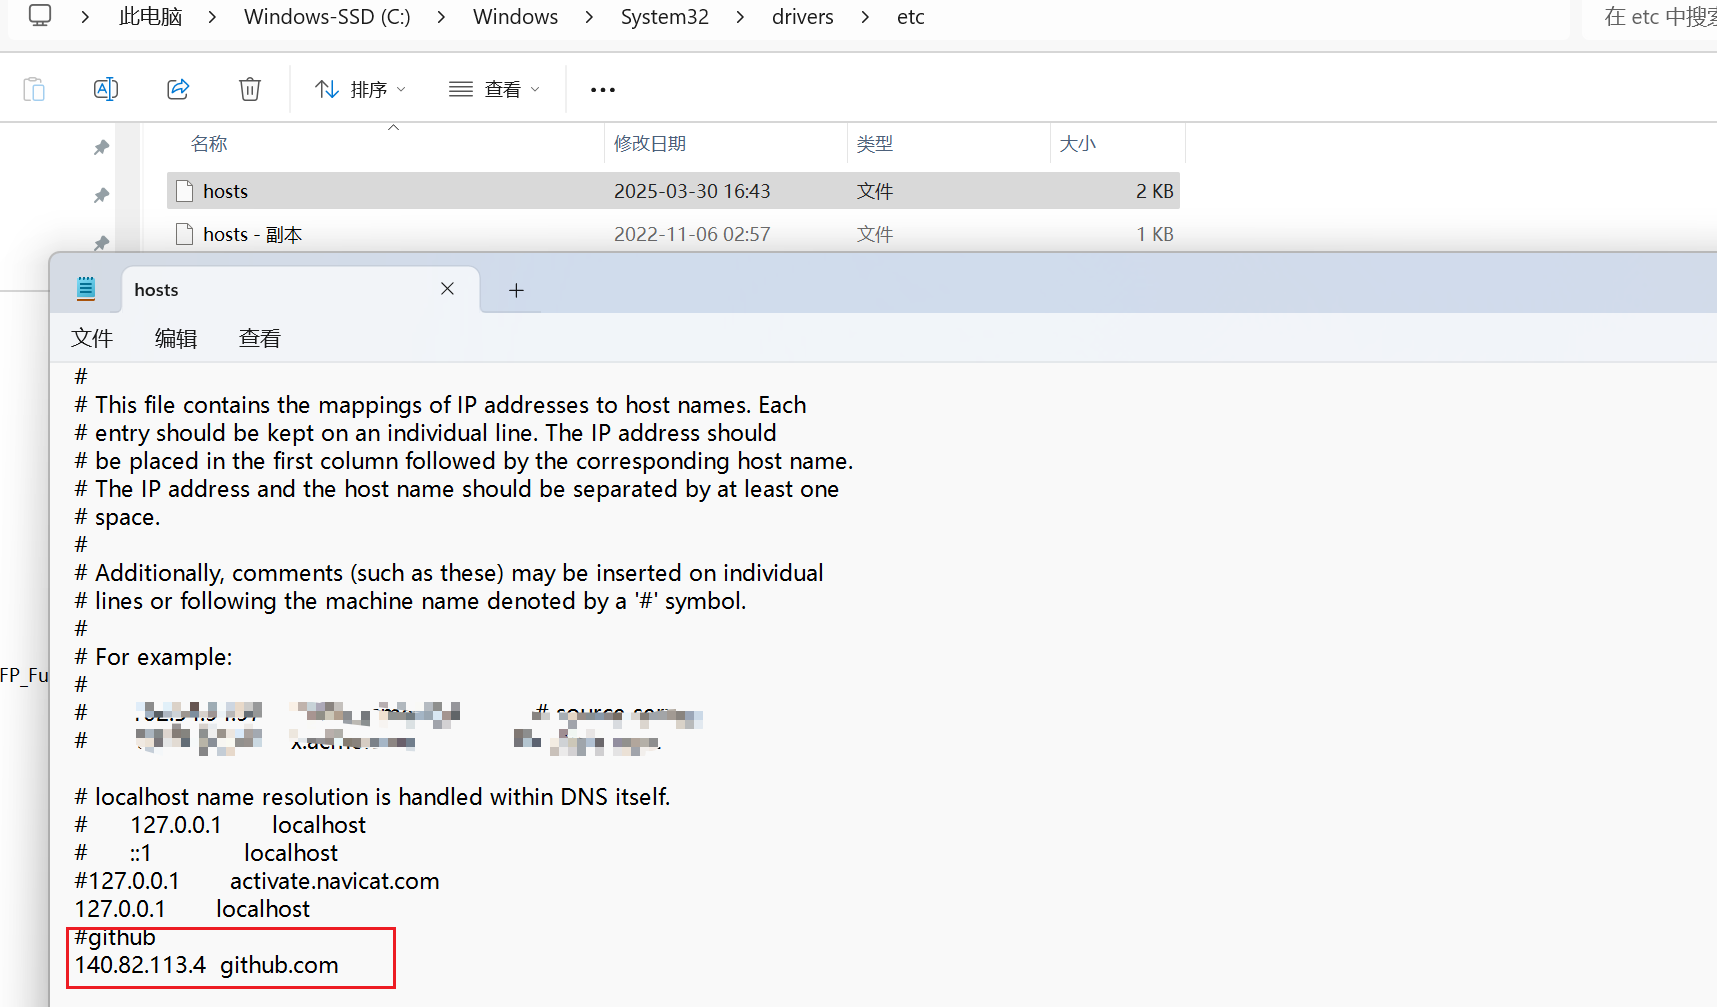 此电脑 > Windows-SSD (C:) > Windows > System32 > drivers > etc 在 etc 中搜索
排序 查看
名称 修改日期 类型 大小
hosts 2025-03-30 16:43 文件 2 KB
hosts - 副本 2022-11-06 02:57 文件 1 KB
hosts
文件 编辑 查看
#
# This file contains the mappings of IP addresses to host names. Each
# entry should be kept on an individual line. The IP address should
# be placed in the first column followed by the corresponding host name.
# The IP address and the host name should be separated by at least one
# space.
#
# Additionally, comments (such as these) may be inserted on individual
# lines or following the machine name denoted by a '#' symbol.
#
# For example:
FP_Fu
#
# # source
#
# localhost name resolution is handled within DNS itself.
# 127.0.0.1 localhost
# ::1 localhost
#127.0.0.1 activate.navicat.com
127.0.0.1 localhost
#github
140.82.113.4 github.com